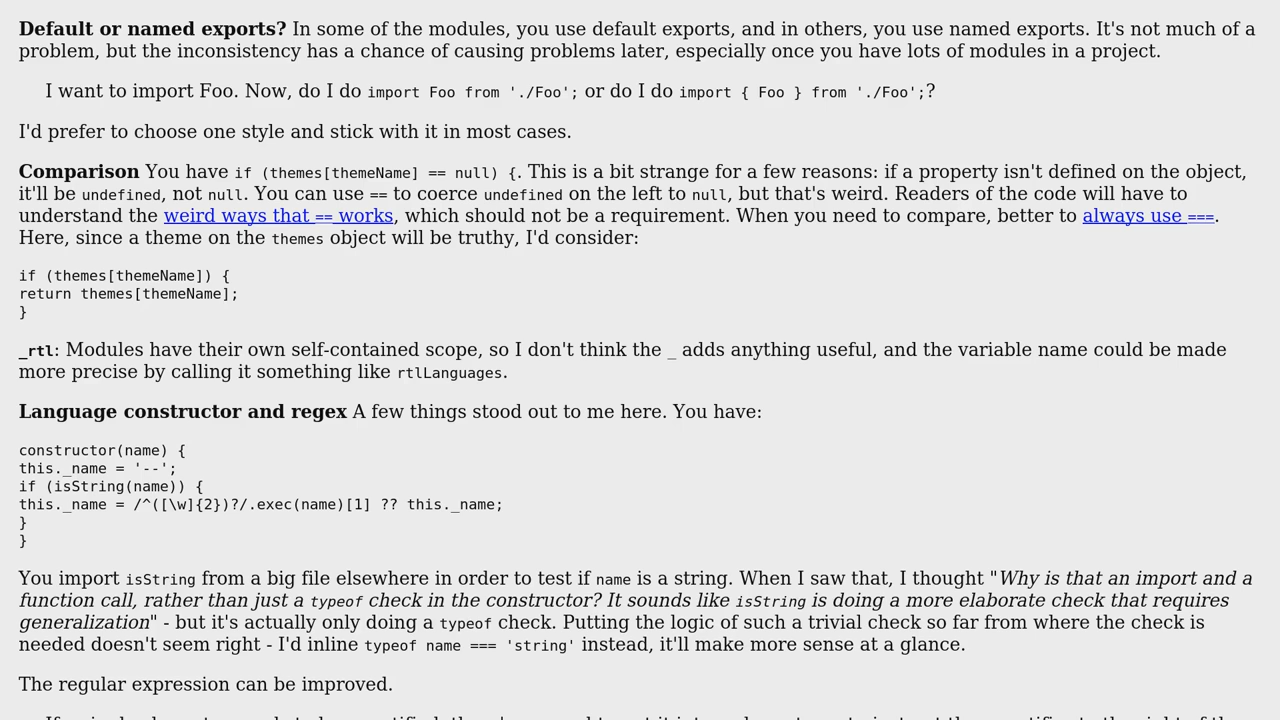 Default or named exports? In some of the modules, you use default exports, and in others, you use named exports. It's not much of a
problem, but the inconsistency has a chance of causing problems later, especially once you have lots of modules in a project.
I want to import Foo. Now, do I do import Foo from './Foo'; or do I do import { Foo } from './Foo';?
I'd prefer to choose one style and stick with it in most cases.
Comparison You have if (themes[themeName] == null) {. This is a bit strange for a few reasons: if a property isn't defined on the object,
it'll be undefined, not null. You can use == to coerce undefined on the left to null, but that's weird. Readers of the code will have to
understand the weird ways that == works, which should not be a requirement. When you need to compare, better to always use ===.
Here, since a theme on the themes object will be truthy, I'd consider:
if (themes[themeName]) {
return themes[themeName];
}
_rtl: Modules have their own self-contained scope, so I don't think the _ adds anything useful, and the variable name could be made
more precise by calling it something like rtlLanguages.
Language constructor and regex A few things stood out to me here. You have:
constructor(name) {
this._name = '--';
if (isString(name)) {
this._name = /^([\w]{2})?/.exec(name)[1] ?? this._name;
}
}
You import isString from a big file elsewhere in order to test if name is a string. When I saw that, I thought "Why is that an import and a
function call, rather than just a typeof check in the constructor? It sounds like isString is doing a more elaborate check that requires
generalization" - but it's actually only doing a typeof check. Putting the logic of such a trivial check so far from where the check is
needed doesn't seem right - I'd inline typeof name === 'string' instead, it'll make more sense at a glance.
The regular expression can be improved.